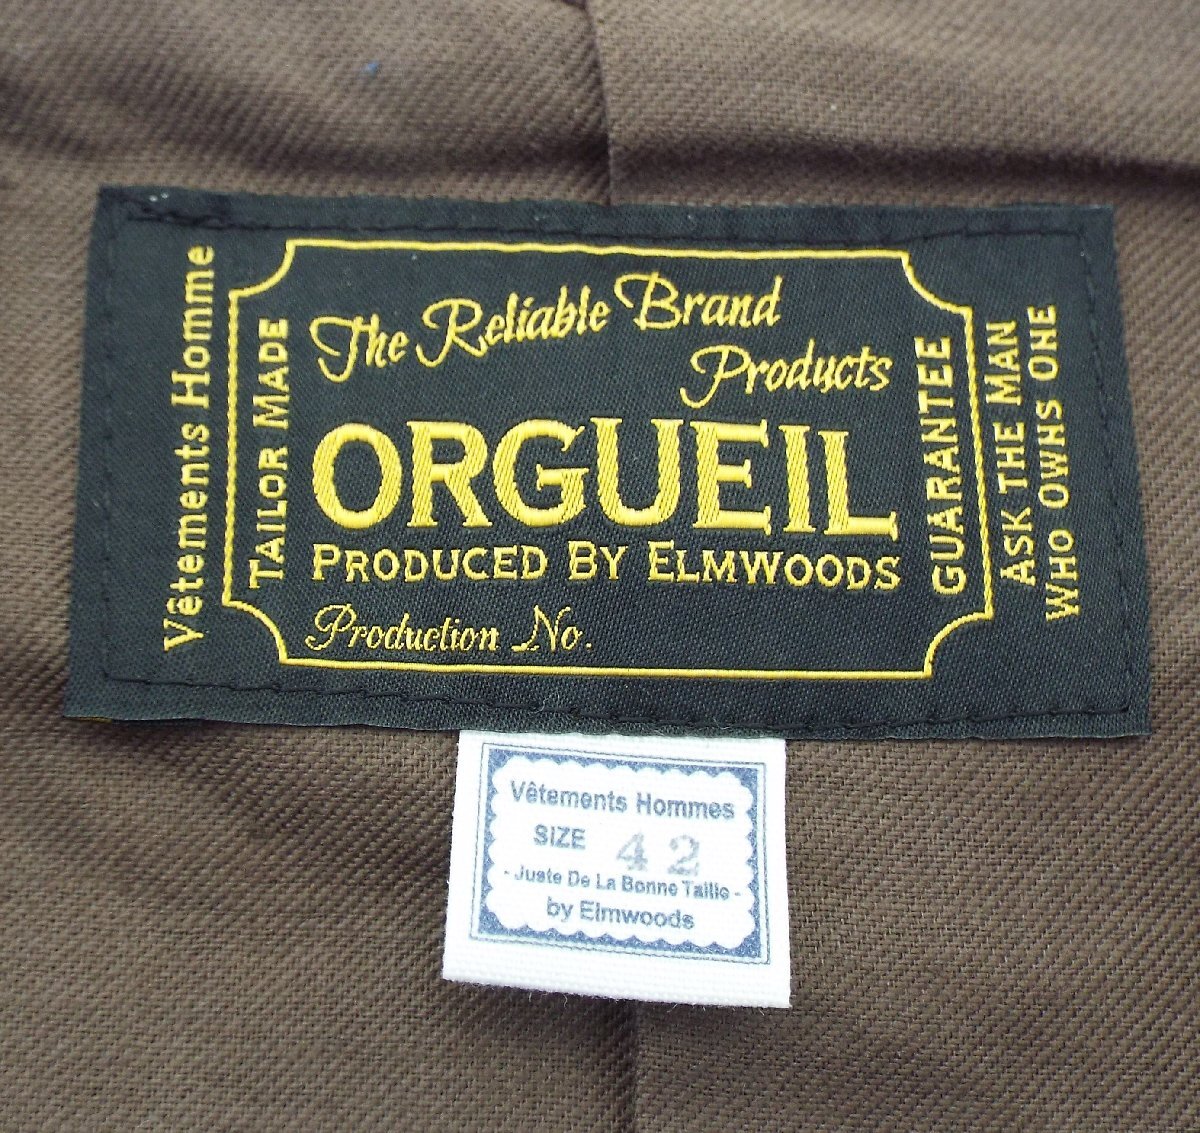 Vêtements Homme
TAILOR MADE
The Reliable Brand
Products
ORGUEIL
PRODUCED BY ELMWOODS
Production No.
GUARANTEE
ASK THE MAN
WHO OWNS ONE
Vêtements Hommes
SIZE 42
- Juste De La Bonne Taille -
by Elmwoods